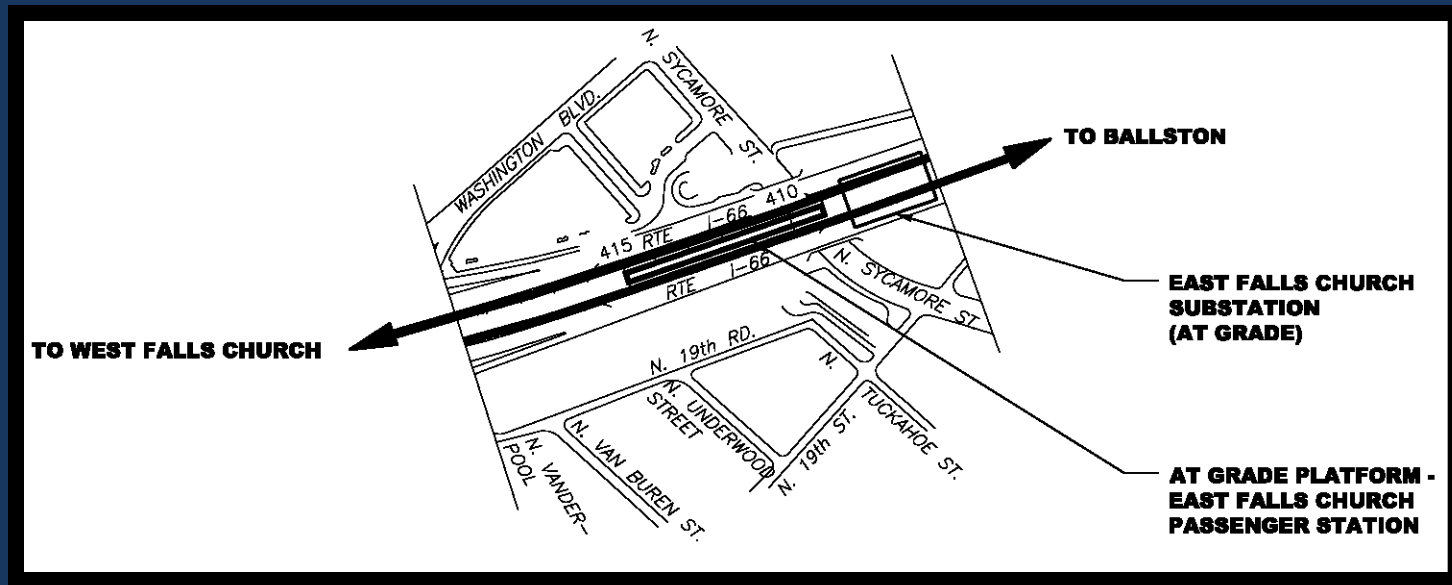 N. SYCAMORE ST.
WASHINGTON BLVD.
TO BALLSTON
415 RTE I-66 410
RTE I-66
N. SYCAMORE ST
EAST FALLS CHURCH
SUBSTATION
(AT GRADE)
TO WEST FALLS CHURCH
N. 19th RD.
N. TUCKAHOE ST.
N. UNDERWOOD
STREET
N. 19th ST.
N. VAN BUREN ST.
N. VANDER-
POOL
AT GRADE PLATFORM -
EAST FALLS CHURCH
PASSENGER STATION